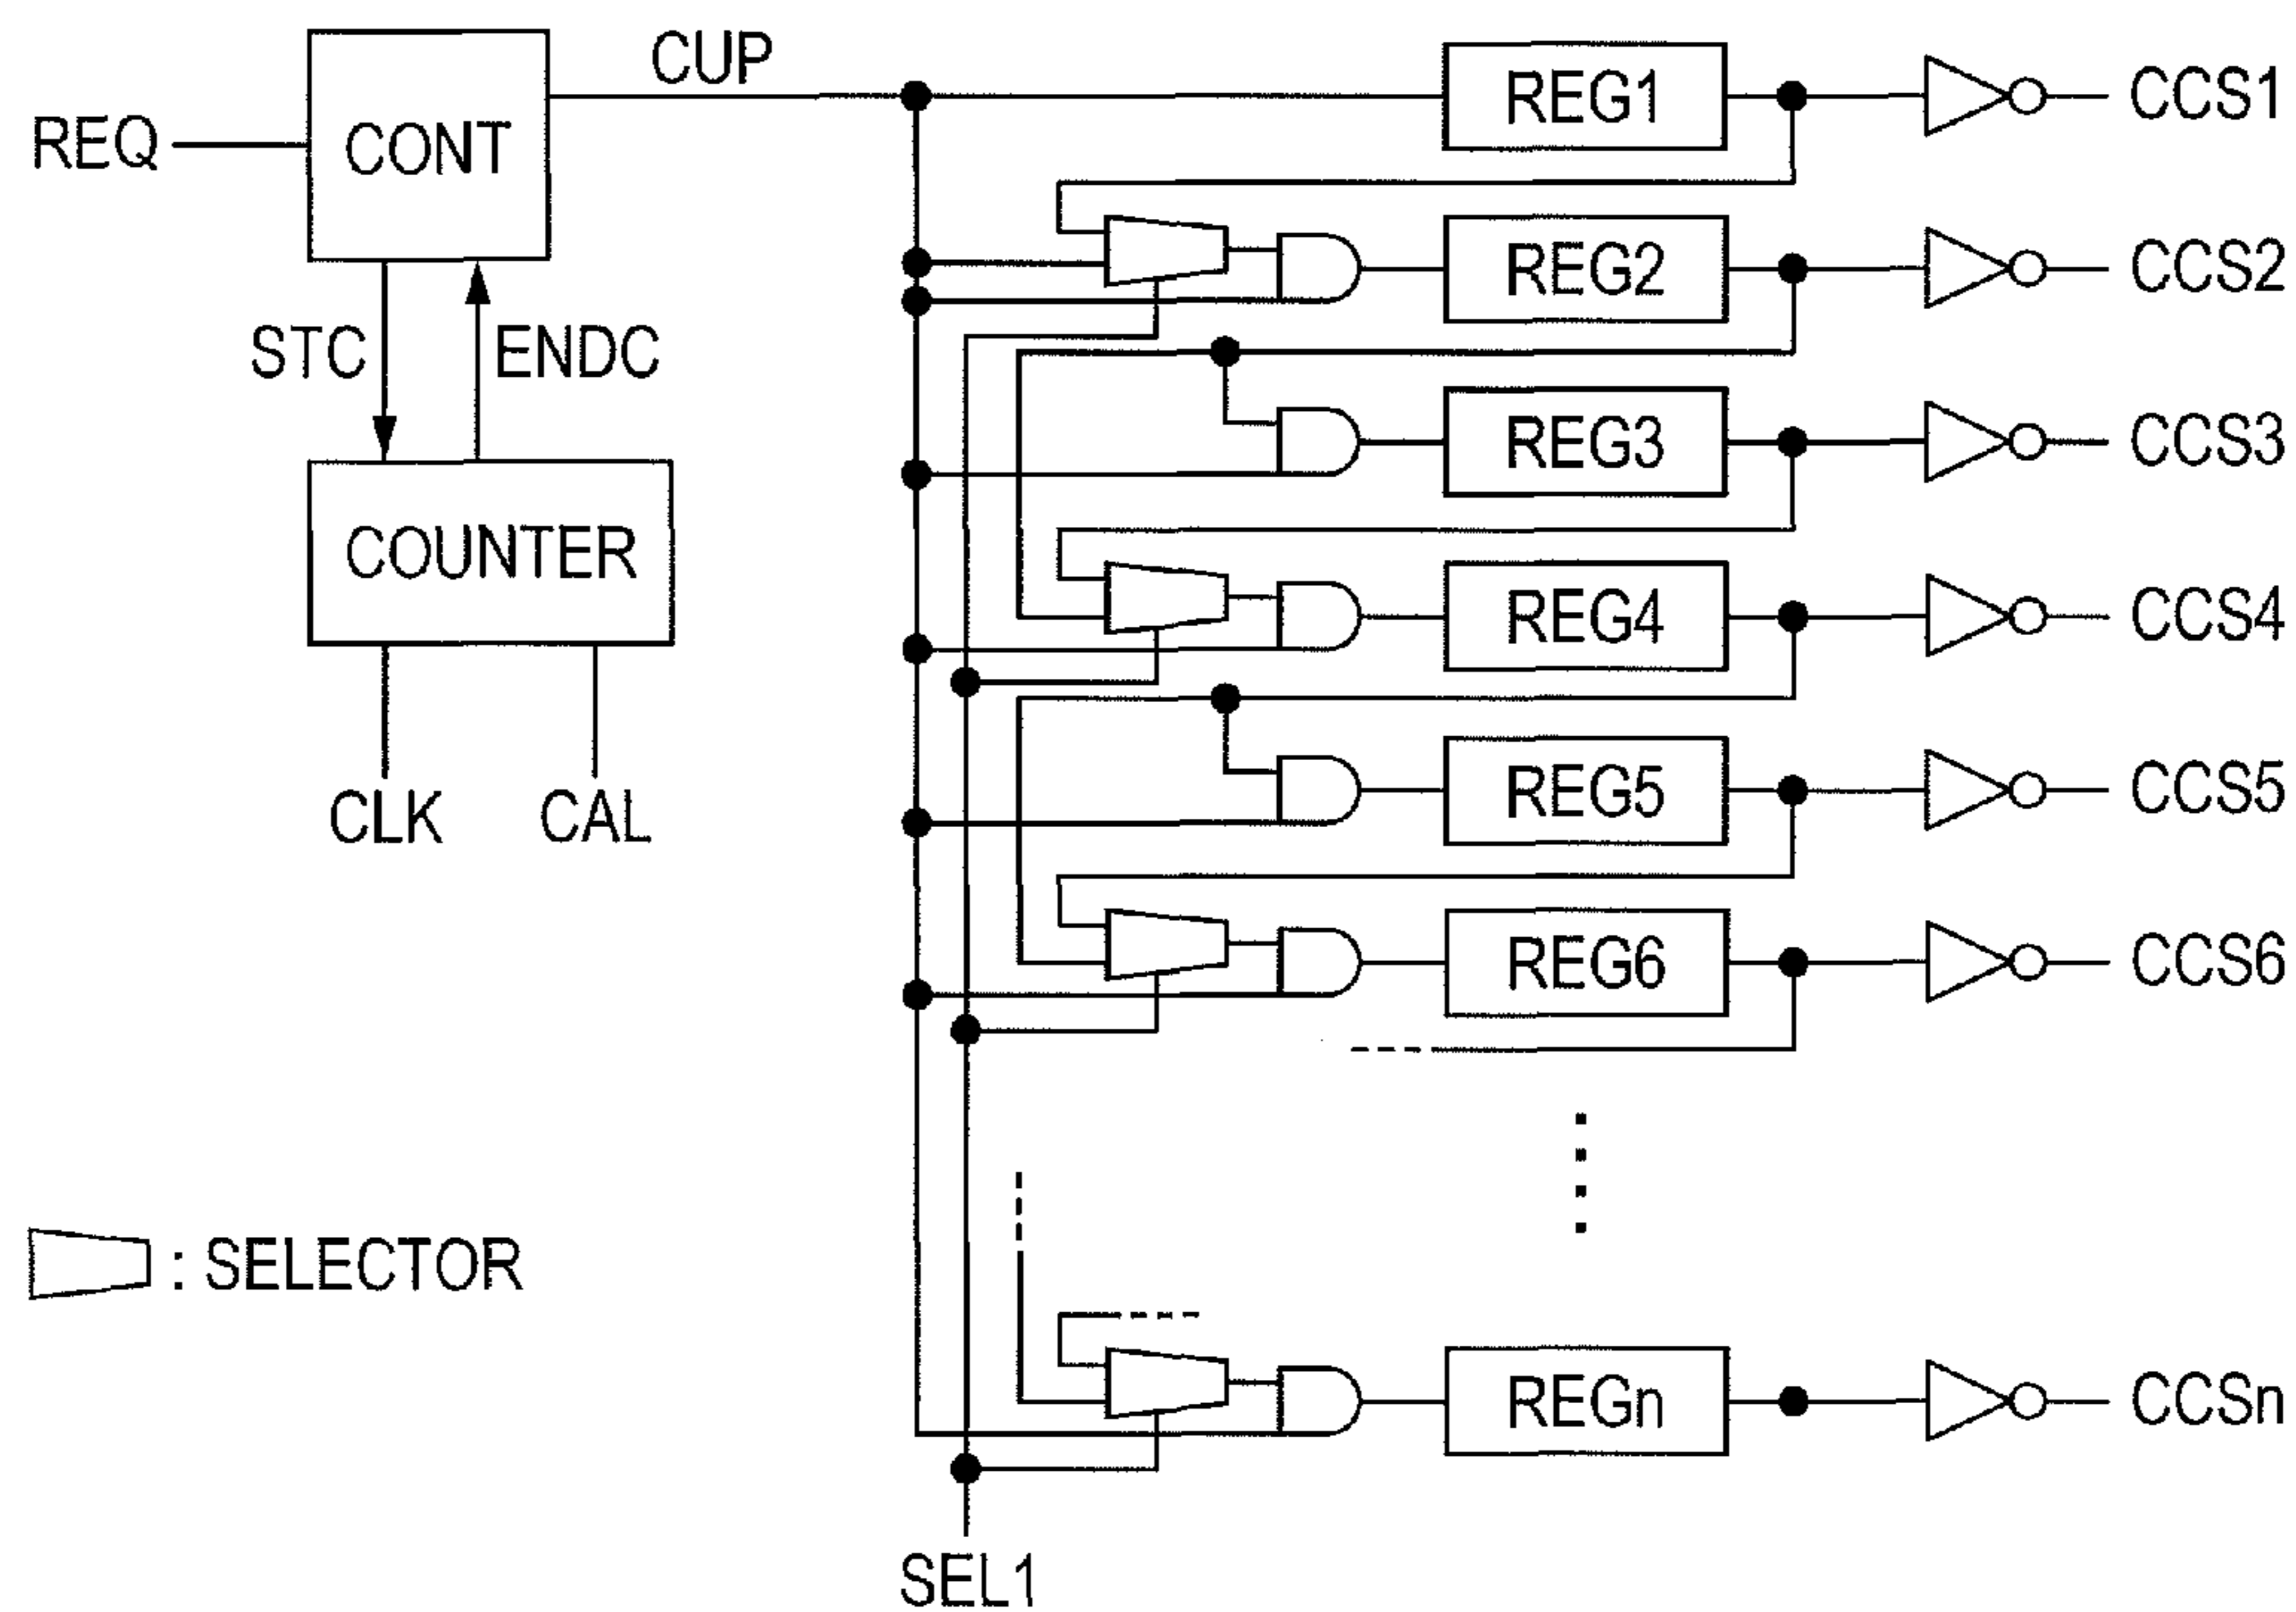 CUP
REQ
CONT
REG1
CCS1
REG2
CCS2
STC
ENDC
REG3
CCS3
COUNTER
REG4
CCS4
CLK
CAL
REG5
CCS5
REG6
CCS6
: SELECTOR
REGn
CCSn
SEL1